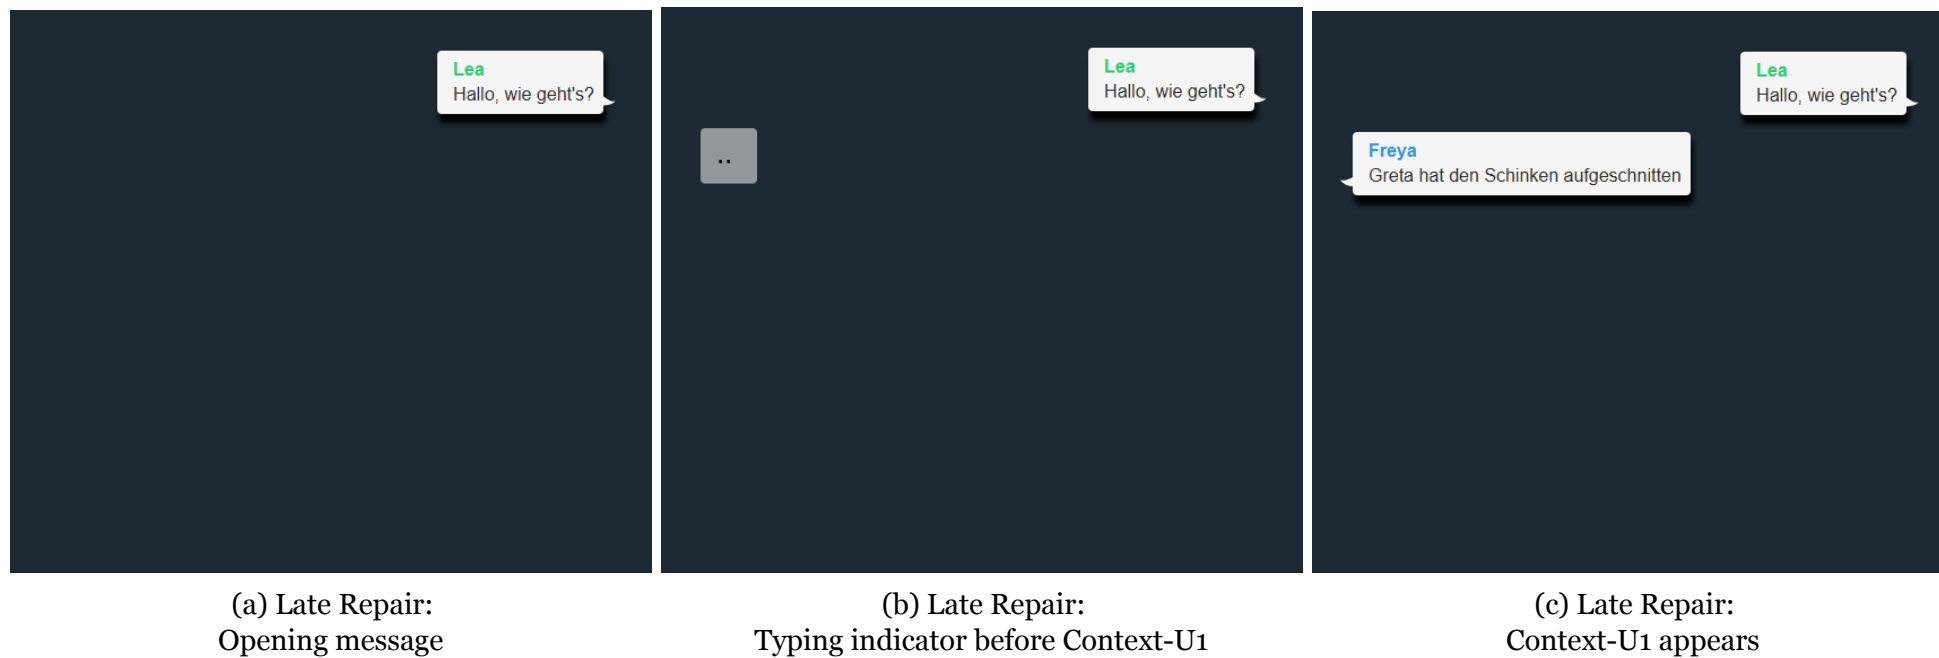 Lea
Hallo, wie geht's?
(a) Late Repair:
Opening message
Lea
Hallo, wie geht's?
..
(b) Late Repair:
Typing indicator before Context-U1
Lea
Hallo, wie geht's?
Freya
Greta hat den Schinken aufgeschnitten
(c) Late Repair:
Context-U1 appears